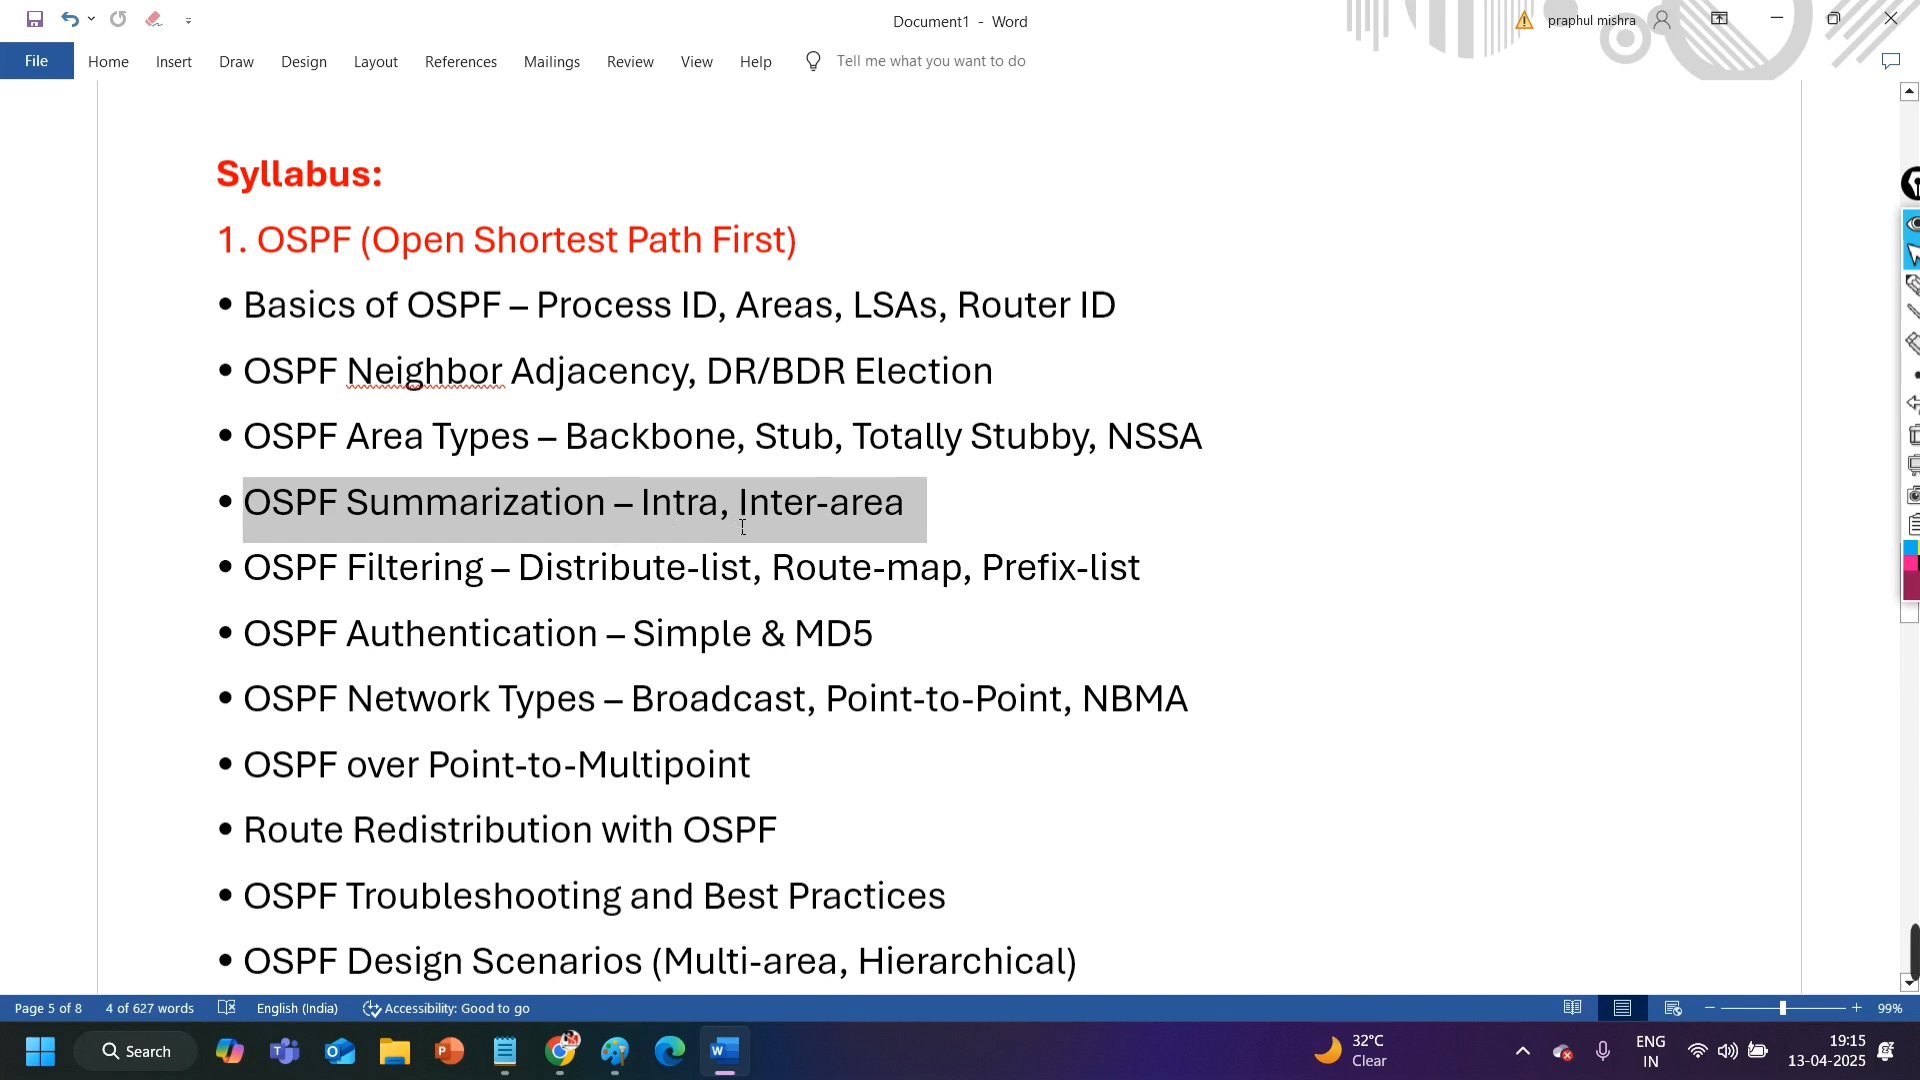 Document1 - Word
praphul mishra
File
Home
Insert
Draw
Design
Layout
References
Mailings
Review
View
Help
Tell me what you want to do
Syllabus:
1. OSPF (Open Shortest Path First)
• Basics of OSPF – Process ID, Areas, LSAs, Router ID
• OSPF Neighbor Adjacency, DR/BDR Election
• OSPF Area Types – Backbone, Stub, Totally Stubby, NSSA
• OSPF Summarization – Intra, Inter-area
• OSPF Filtering – Distribute-list, Route-map, Prefix-list
• OSPF Authentication – Simple & MD5
• OSPF Network Types – Broadcast, Point-to-Point, NBMA
• OSPF over Point-to-Multipoint
• Route Redistribution with OSPF
• OSPF Troubleshooting and Best Practices
• OSPF Design Scenarios (Multi-area, Hierarchical)
Page 5 of 8
4 of 627 words
English (India)
Accessibility: Good to go
99%
Search
32°C
Clear
ENG
IN
19:15
13-04-2025